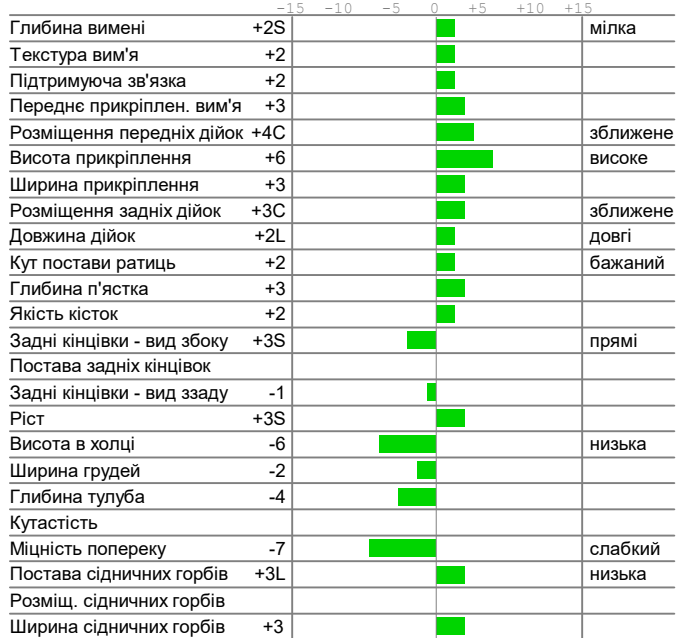 -15 -10 -5 0 +5 +10 +15
Глибина вимені +2S мілка
Текстура вим'я +2
Підтримуюча зв'язка +2
Переднє прикріплен. вим'я +3
Розміщення передніх дійок +4C зближене
Висота прикріплення +6 високе
Ширина прикріплення +3
Розміщення задніх дійок +3C зближене
Довжина дійок +2L довгі
Кут постави ратиць +2 бажаний
Глибина п'ястка +3
Якість кісток +2
Задні кінцівки - вид збоку +3S прямі
Постава задніх кінцівок
Задні кінцівки - вид ззаду -1
Ріст +3S
Висота в холці -6 низька
Ширина грудей -2
Глибина тулуба -4
Кутастість
Міцність попереку -7 слабкий
Постава сідничних горбів +3L низька
Розміщ. сідничних горбів
Ширина сідничних горбів +3